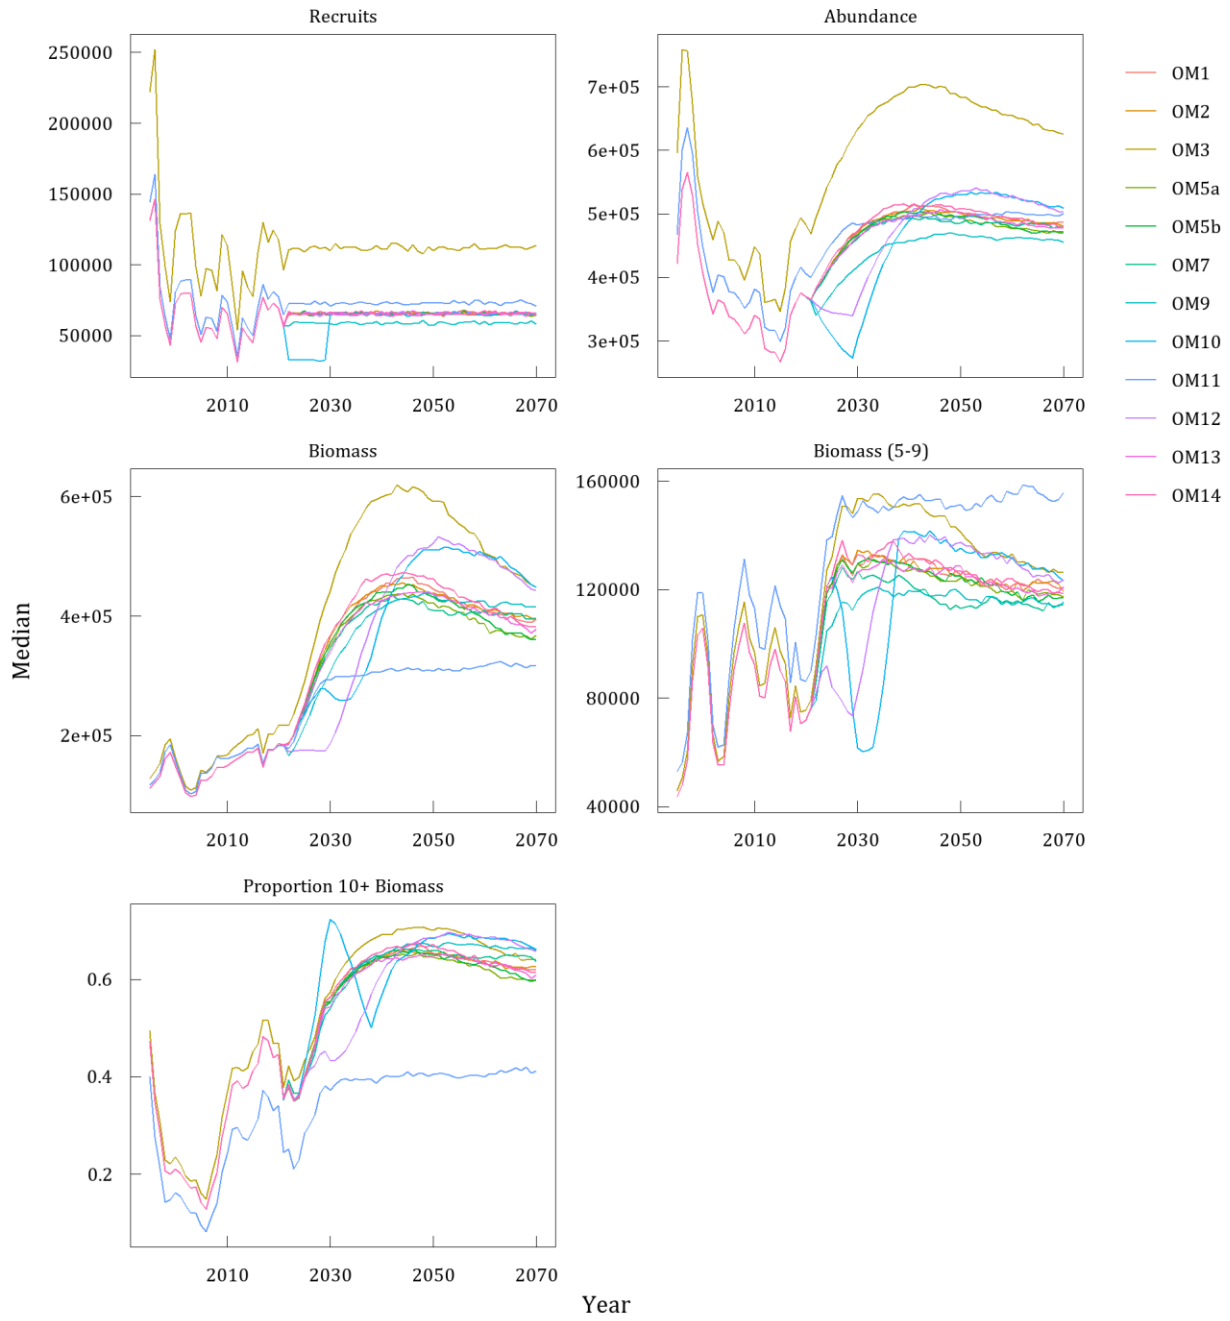 Recruits
250000
200000
150000
100000
50000
2010 2030 2050 2070
Abundance
7e+05
6e+05
5e+05
4e+05
3e+05
2010 2030 2050 2070
OM1
OM2
OM3
OM5a
OM5b
OM7
OM9
OM10
OM11
OM12
OM13
OM14
Median
Biomass
6e+05
4e+05
2e+05
2010 2030 2050 2070
Biomass (5-9)
160000
120000
80000
40000
2010 2030 2050 2070
Proportion 10+ Biomass
0.6
0.4
0.2
2010 2030 2050 2070
Year